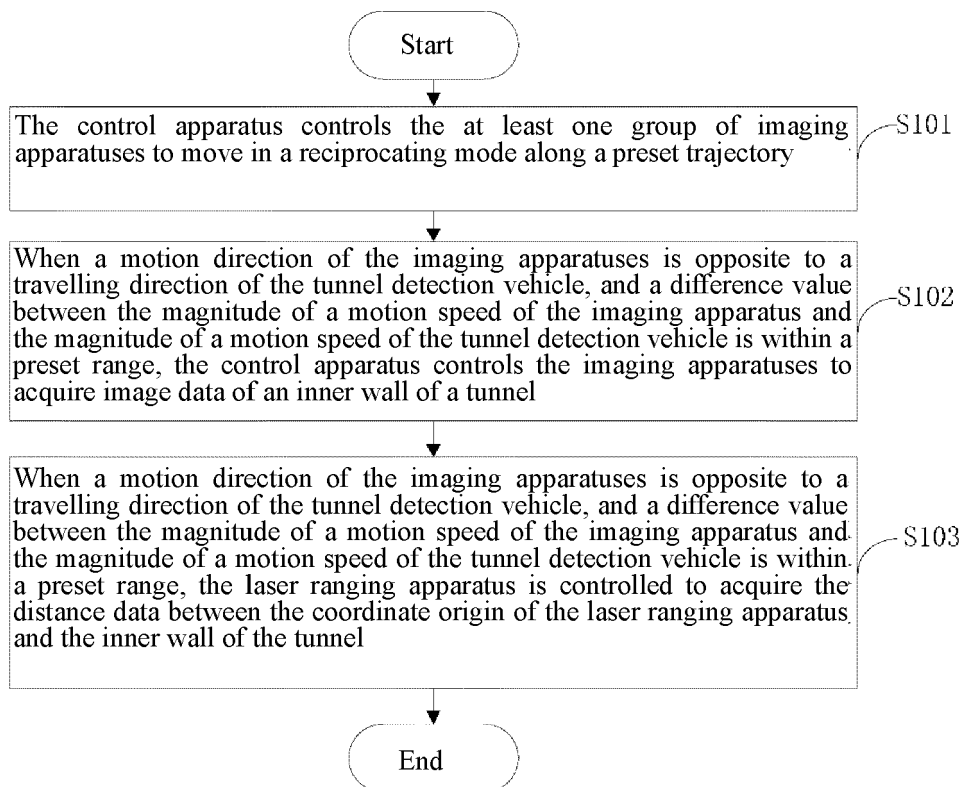 Start
The control apparatus controls the at least one group of imaging
apparatuses to move in a reciprocating mode along a preset trajectory
S101
When a motion direction of the imaging apparatuses is opposite to a
travelling direction of the tunnel detection vehicle, and a difference value
between the magnitude of a motion speed of the imaging apparatus and
the magnitude of a motion speed of the tunnel detection vehicle is within a
preset range, the control apparatus controls the imaging apparatuses to
acquire image data of an inner wall of a tunnel
S102
When a motion direction of the imaging apparatuses is opposite to a
travelling direction of the tunnel detection vehicle, and a difference value
between the magnitude of a motion speed of the imaging apparatus and
the magnitude of a motion speed of the tunnel detection vehicle is within
a preset range, the laser ranging apparatus is controlled to acquire the
distance data between the coordinate origin of the laser ranging apparatus
and the inner wall of the tunnel
S103
End